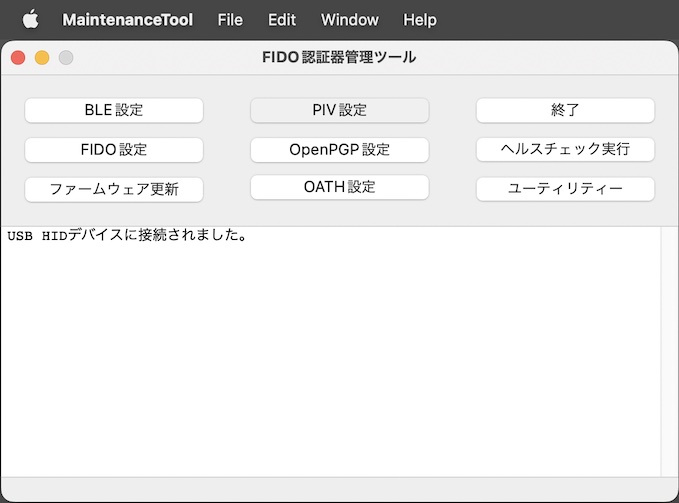 MaintenanceTool File Edit Window Help
FIDO認証器管理ツール
BLE設定 PIV設定 終了
FIDO設定 OpenPGP設定 ヘルスチェック実行
ファームウェア更新 OATH設定 ユーティリティー
USB HIDデバイスに接続されました。